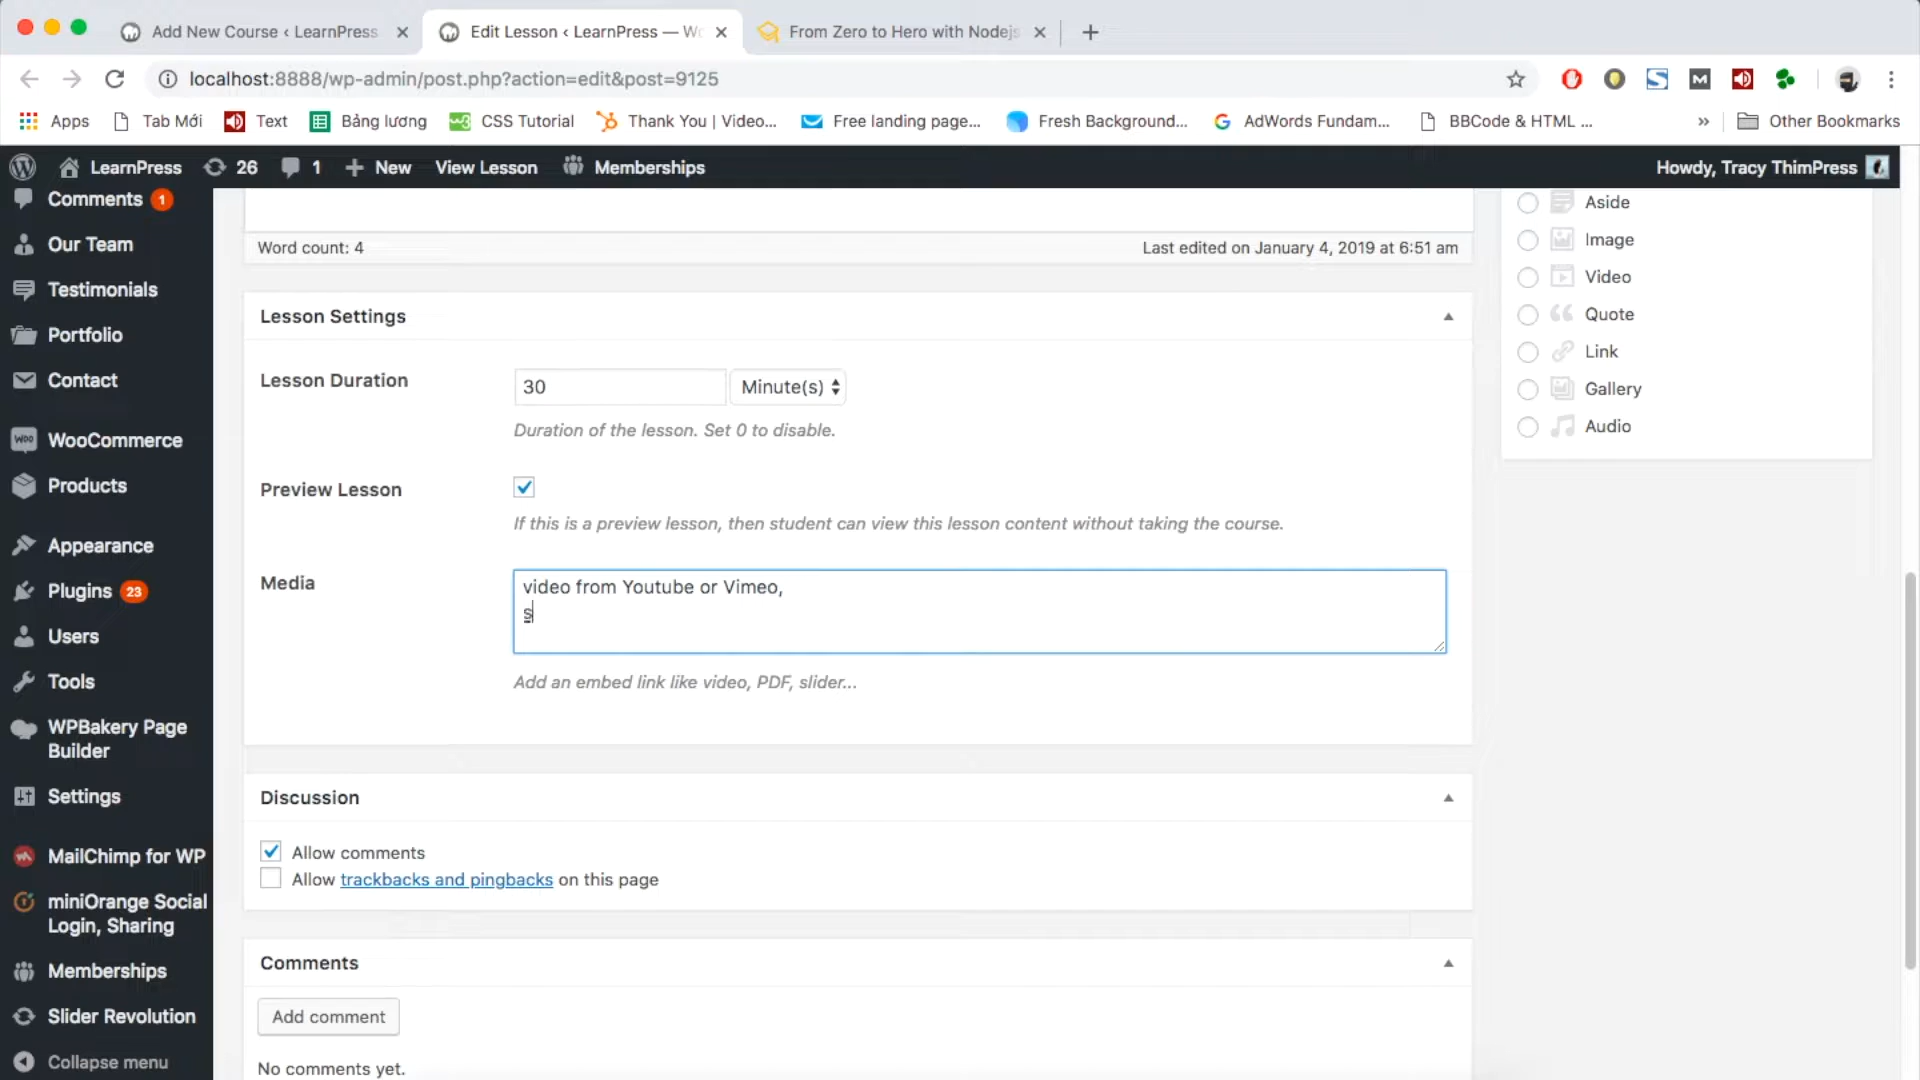 Add New Course ‹ LearnPress
Edit Lesson ‹ LearnPress — Wo
From Zero to Hero with Nodejs
localhost:8888/wp-admin/post.php?action=edit&post=9125
Apps
Tab Mới
Text
Bảng lương
CSS Tutorial
Thank You | Video...
Free landing page...
Fresh Background...
AdWords Fundam...
BBCode & HTML ...
»
Other Bookmarks
LearnPress
26
1
New
View Lesson
Memberships
Howdy, Tracy ThimPress
Comments 1
Our Team
Testimonials
Portfolio
Contact
WooCommerce
Products
Appearance
Plugins 23
Users
Tools
WPBakery Page
Builder
Settings
MailChimp for WP
miniOrange Social
Login, Sharing
Memberships
Slider Revolution
Collapse menu
Word count: 4
Last edited on January 4, 2019 at 6:51 am
Lesson Settings
Lesson Duration
30
Minute(s)
Duration of the lesson. Set 0 to disable.
Preview Lesson
If this is a preview lesson, then student can view this lesson content without taking the course.
Media
video from Youtube or Vimeo,
s
Add an embed link like video, PDF, slider...
Discussion
Allow comments
Allow trackbacks and pingbacks on this page
Comments
Add comment
No comments yet.
Aside
Image
Video
Quote
Link
Gallery
Audio